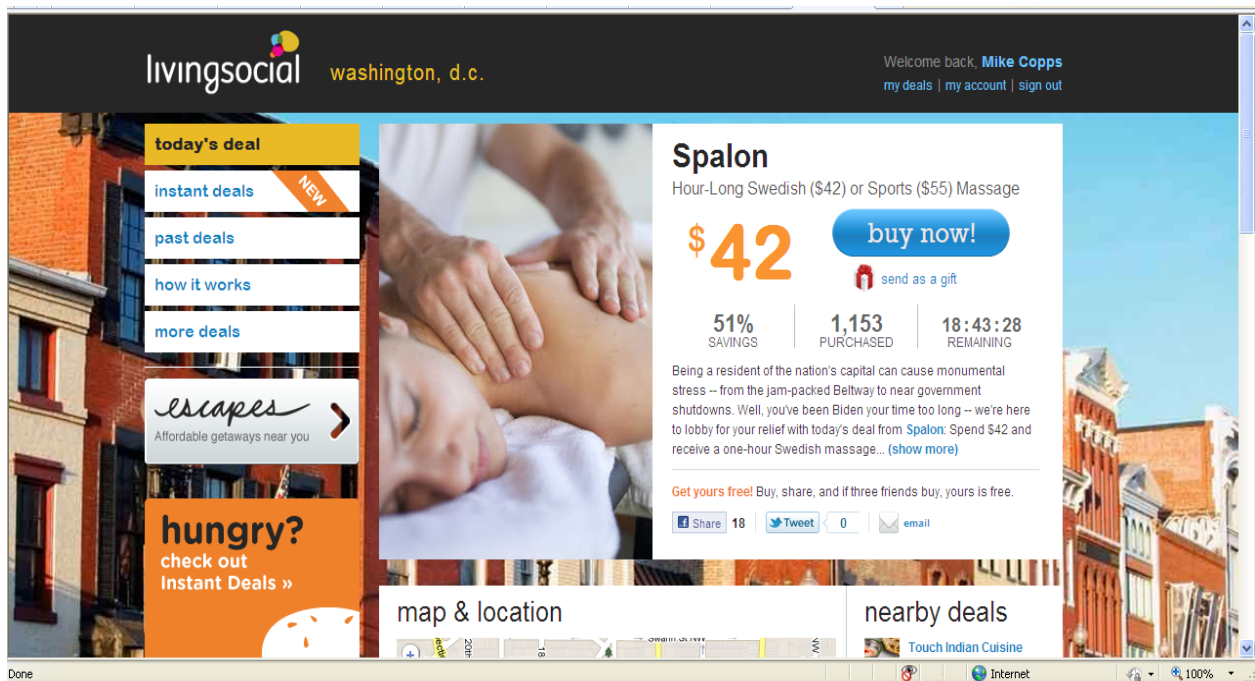 livingsocial
washington, d.c.
Welcome back, Mike Copps
my deals | my account | sign out
today's deal
instant deals
NEW
past deals
how it works
more deals
escapes
Affordable getaways near you
hungry?
check out
Instant Deals »
Spalon
Hour-Long Swedish ($42) or Sports ($55) Massage
$42
buy now!
send as a gift
51%
SAVINGS
1,153
PURCHASED
18:43:28
REMAINING
Being a resident of the nation's capital can cause monumental
stress -- from the jam-packed Beltway to near government
shutdowns. Well, you've been Biden your time too long -- we're here
to lobby for your relief with today's deal from Spalon: Spend $42 and
receive a one-hour Swedish massage... (show more)
Get yours free! Buy, share, and if three friends buy, yours is free.
Share 18 Tweet 0 email
map & location
20th
18
Swann St NW
NW
nearby deals
Touch Indian Cuisine
Done
Internet
100%